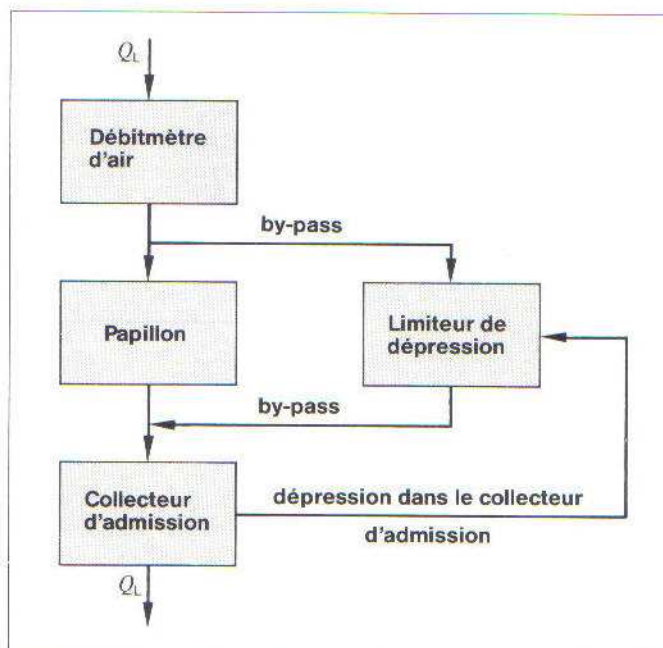 Q_L
Débitmètre
d'air
by-pass
Papillon
Limiteur de
dépression
by-pass
Collecteur
d'admission
dépression dans le collecteur
d'admission
Q_L